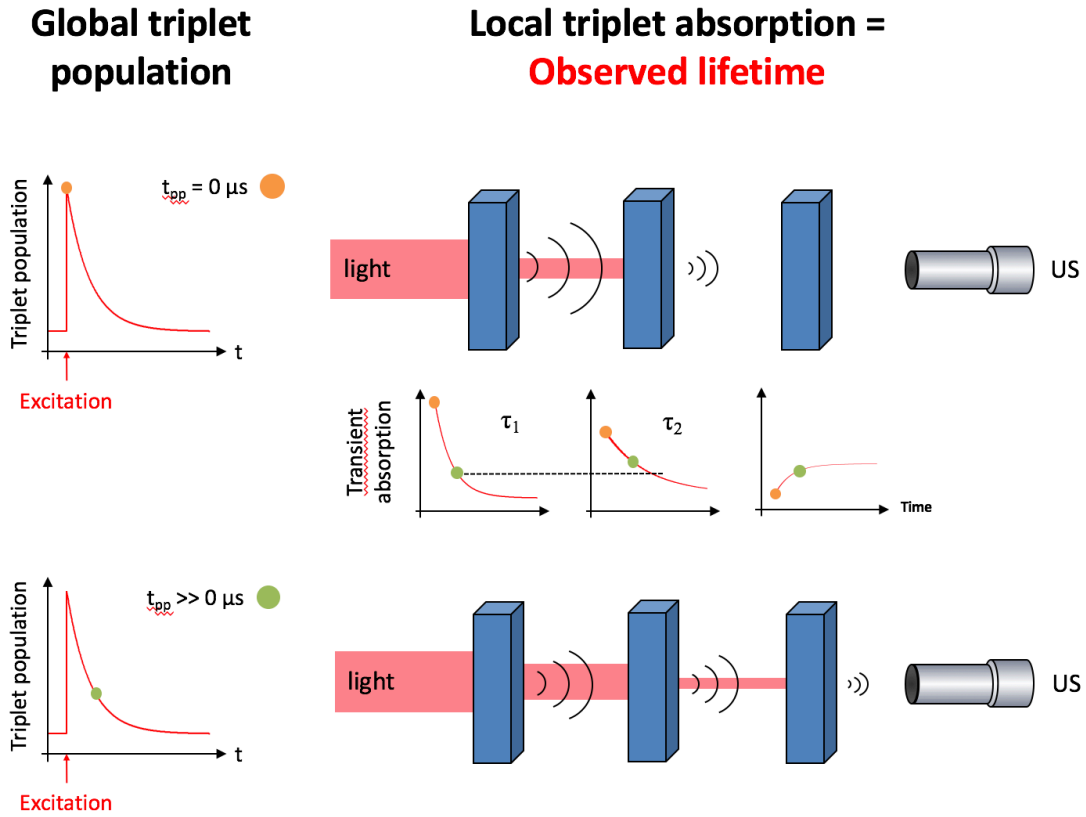 Global triplet
population
Local triplet absorption =
Observed lifetime
Triplet population
tpp = 0 µs
t
Excitation
light
US
Transient
absorption
τ1
τ2
Time
Triplet population
tpp >> 0 µs
t
Excitation
light
US